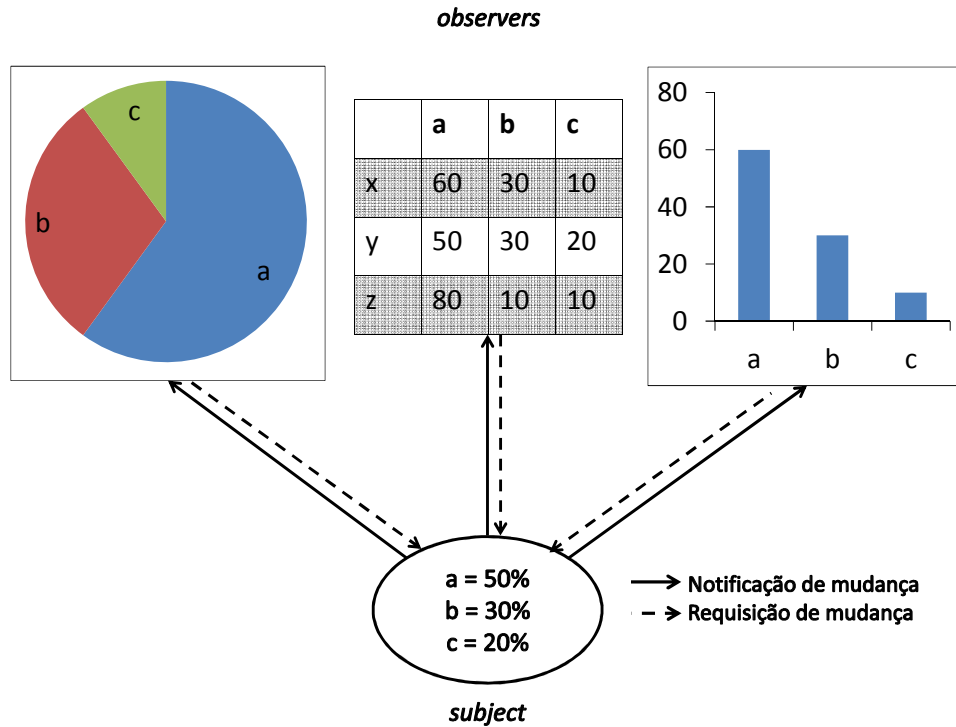 observers
c
b
a
a b c
x 60 30 10
y 50 30 20
z 80 10 10
80
60
40
20
0
a b c
a = 50%
b = 30%
c = 20%
Notificação de mudança
Requisição de mudança
subject